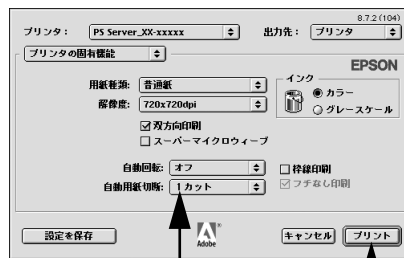 8.7.2 (104)
プリンタ： PS Server_XX-xxxxx 出力先： プリンタ
プリンタの固有機能
EPSON
用紙種類： 普通紙
解像度： 720x720dpi
双方向印刷
スーパーマイクロウィーブ
インク
カラー
グレースケール
自動回転： オフ
自動用紙切断： 1カット
枠線印刷
フチなし印刷
設定を保存
Adobe
キャンセル プリント